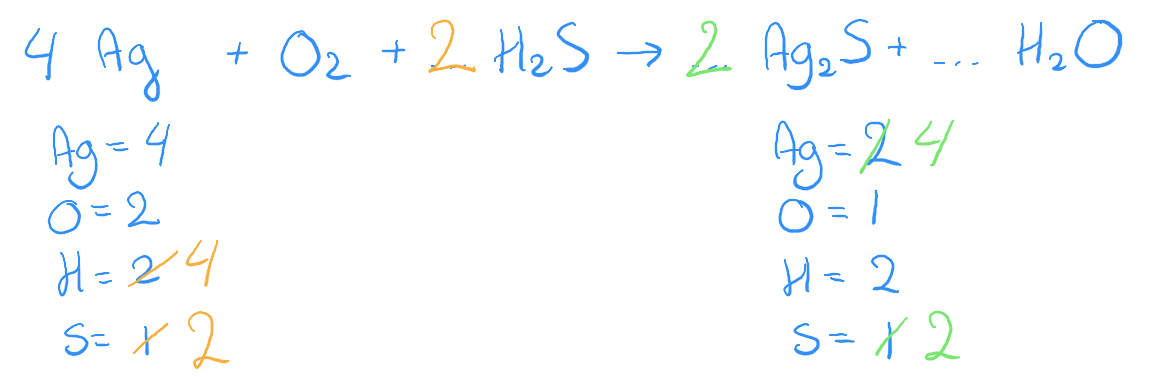 4 Ag + O₂ + 2 H₂S → 2 Ag₂S + ... H₂O
Ag = 4 Ag = 2 4
O = 2 O = 1
H = 2 4 H = 2
S = 1 2 S = 1 2